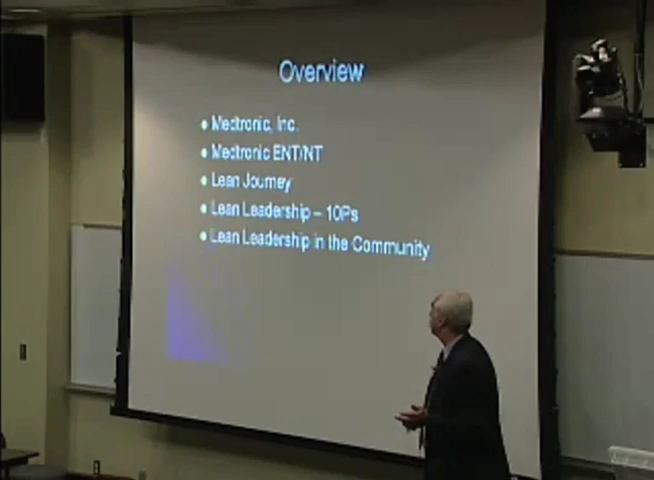 Overview
Medtronic, Inc.
Medtronic ENT/NT
Lean Journey
Lean Leadership – 10Ps
Lean Leadership in the Community